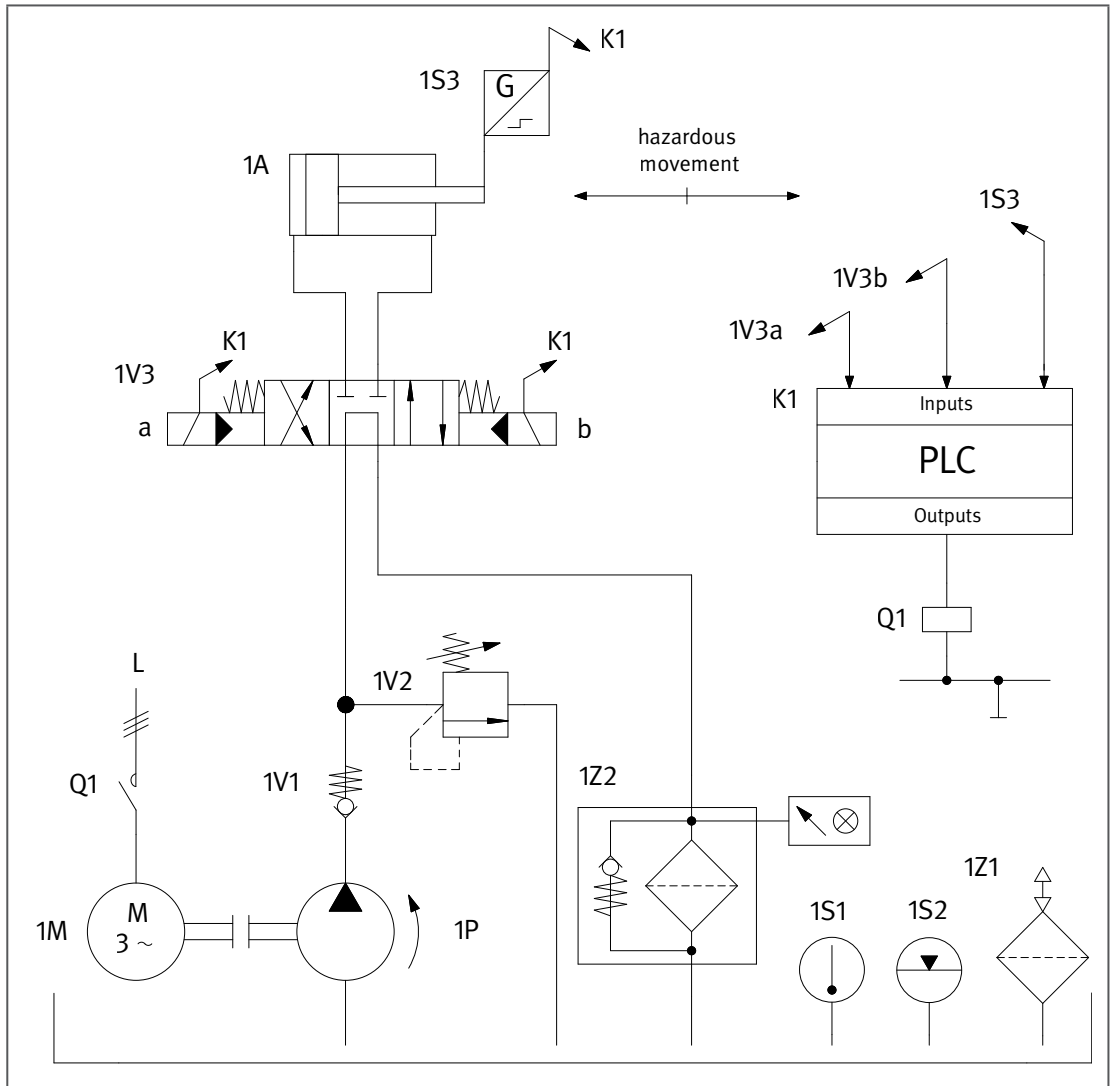 K1
1S3
G
hazardous
movement
1A
1S3
1V3b
1V3a
K1
K1
1V3
K1
Inputs
a
b
PLC
Outputs
Q1
L
1V2
Q1
1V1
1Z2
1Z1
1S1
1S2
1M
M
3 ~
1P